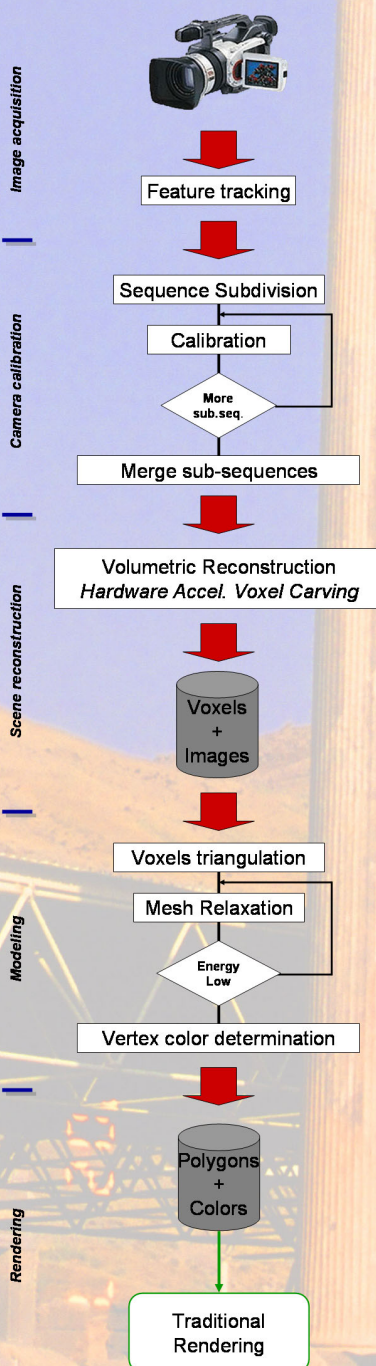 Image acquisition
Feature tracking
Camera calibration
Sequence Subdivision
Calibration
More
sub.seq.
Merge sub-sequences
Scene reconstruction
Volumetric Reconstruction
Hardware Accel. Voxel Carving
Voxels
+
Images
Modeling
Voxels triangulation
Mesh Relaxation
Energy
Low
Vertex color determination
Rendering
Polygons
+
Colors
Traditional
Rendering